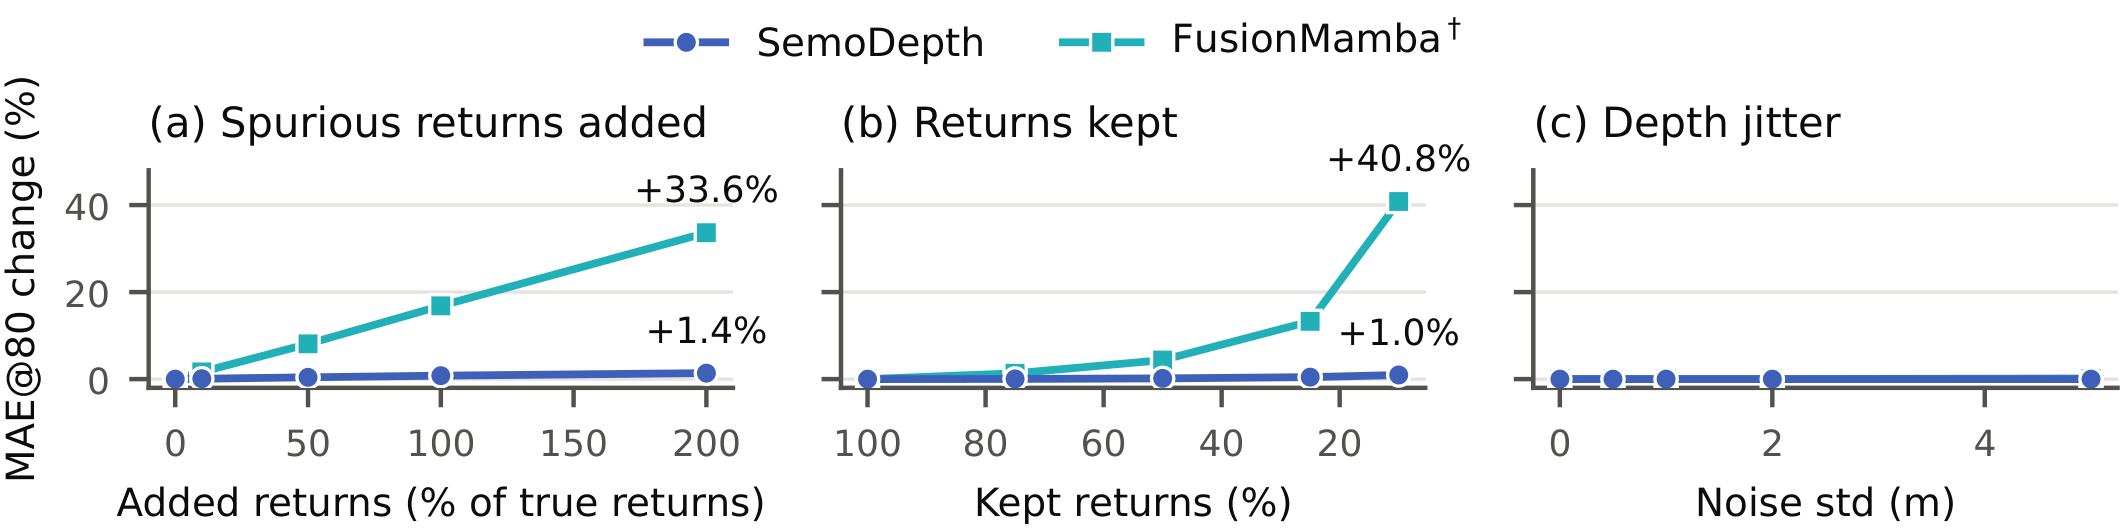 SemoDepth FusionMamba†
MAE@80 change (%)
(a) Spurious returns added
+33.6%
+1.4%
40
20
0
0 50 100 150 200
Added returns (% of true returns)
(b) Returns kept
+40.8%
+1.0%
100 80 60 40 20
Kept returns (%)
(c) Depth jitter
0 2 4
Noise std (m)